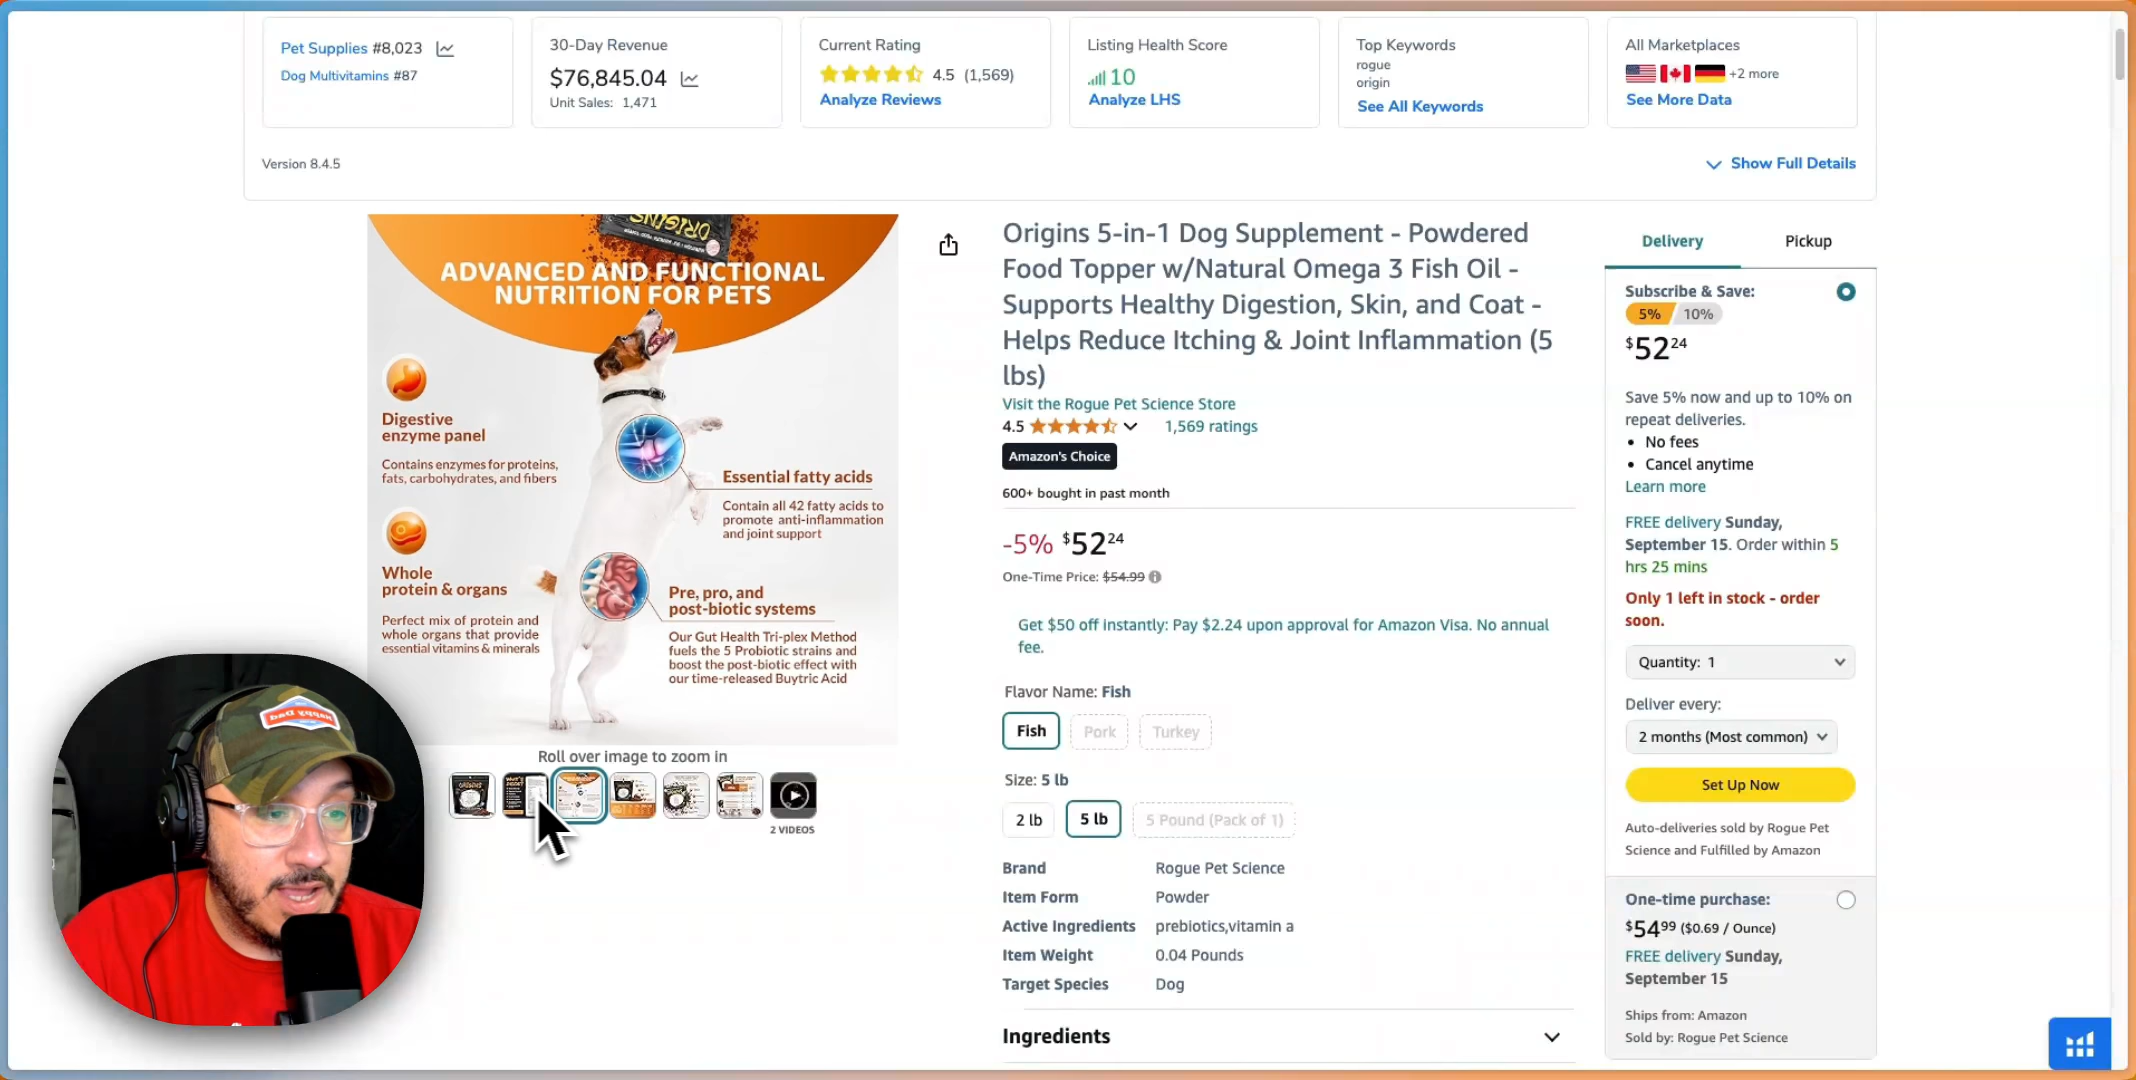 Pet Supplies #8,023
Dog Multivitamins #87
30-Day Revenue
$76,845.04
Unit Sales: 1,471
Current Rating
4.5 (1,569)
Analyze Reviews
Listing Health Score
10
Analyze LHS
Top Keywords
rogue
origin
See All Keywords
All Marketplaces
+2 more
See More Data
Version 8.4.5
Show Full Details
ORIGINS
ADVANCED AND FUNCTIONAL
NUTRITION FOR PETS
Digestive
enzyme panel
Contains enzymes for proteins,
fats, carbohydrates, and fibers
Essential fatty acids
Contain all 42 fatty acids to
promote anti-inflammation
and joint support
Whole
protein & organs
Perfect mix of protein and
whole organs that provide
essential vitamins & minerals
Pre, pro, and
post-biotic systems
Our Gut Health Tri-plex Method
fuels the 5 Probiotic strains and
boost the post-biotic effect with
our time-released Buytric Acid
Roll over image to zoom in
2 VIDEOS
Origins 5-in-1 Dog Supplement - Powdered
Food Topper w/Natural Omega 3 Fish Oil -
Supports Healthy Digestion, Skin, and Coat -
Helps Reduce Itching & Joint Inflammation (5
lbs)
Visit the Rogue Pet Science Store
4.5 1,569 ratings
Amazon's Choice
600+ bought in past month
-5% $52 24
One-Time Price: $54.99
Get $50 off instantly: Pay $2.24 upon approval for Amazon Visa. No annual
fee.
Flavor Name: Fish
Fish Pork Turkey
Size: 5 lb
2 lb 5 lb 5 Pound (Pack of 1)
Brand Rogue Pet Science
Item Form Powder
Active Ingredients prebiotics,vitamin a
Item Weight 0.04 Pounds
Target Species Dog
Ingredients
Delivery Pickup
Subscribe & Save:
5% 10%
$52 24
Save 5% now and up to 10% on
repeat deliveries.
• No fees
• Cancel anytime
Learn more
FREE delivery Sunday,
September 15. Order within 5
hrs 25 mins
Only 1 left in stock - order
soon.
Quantity: 1
Deliver every:
2 months (Most common)
Set Up Now
Auto-deliveries sold by Rogue Pet
Science and Fulfilled by Amazon
One-time purchase:
$54 99 ($0.69 / Ounce)
FREE delivery Sunday,
September 15
Ships from: Amazon
Sold by: Rogue Pet Science